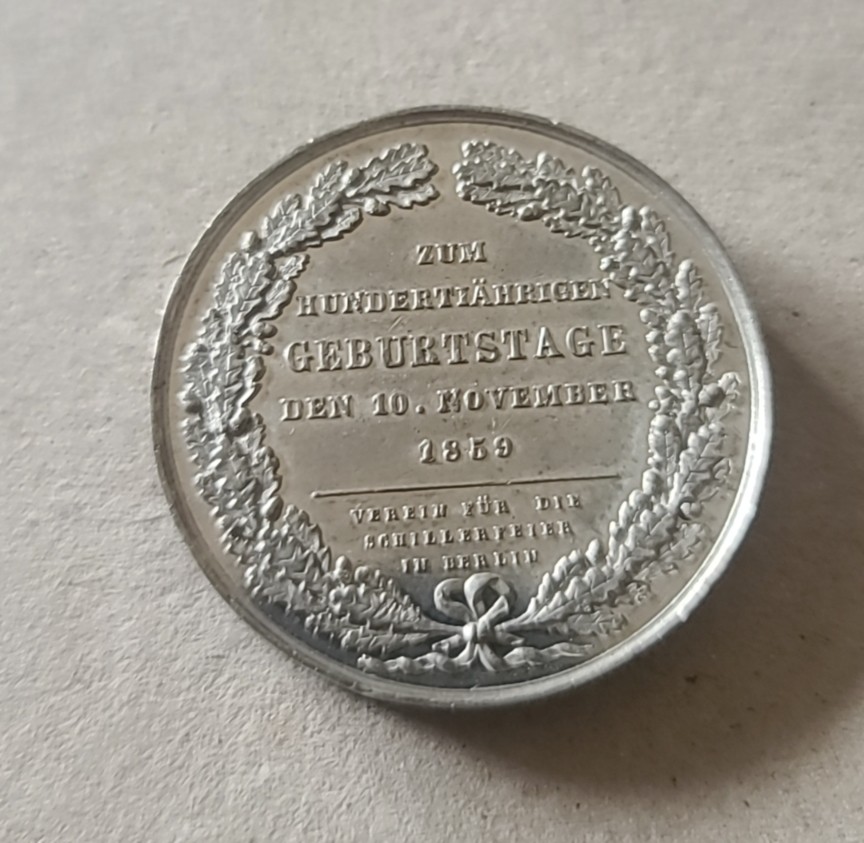 ZUM
HUNDERTJÄHRIGEN
GEBURTSTAGE
DEN 10. NOVEMBER
1859
VEREIN FÜR DIE
SCHILLERFEIER
IN BERLIN